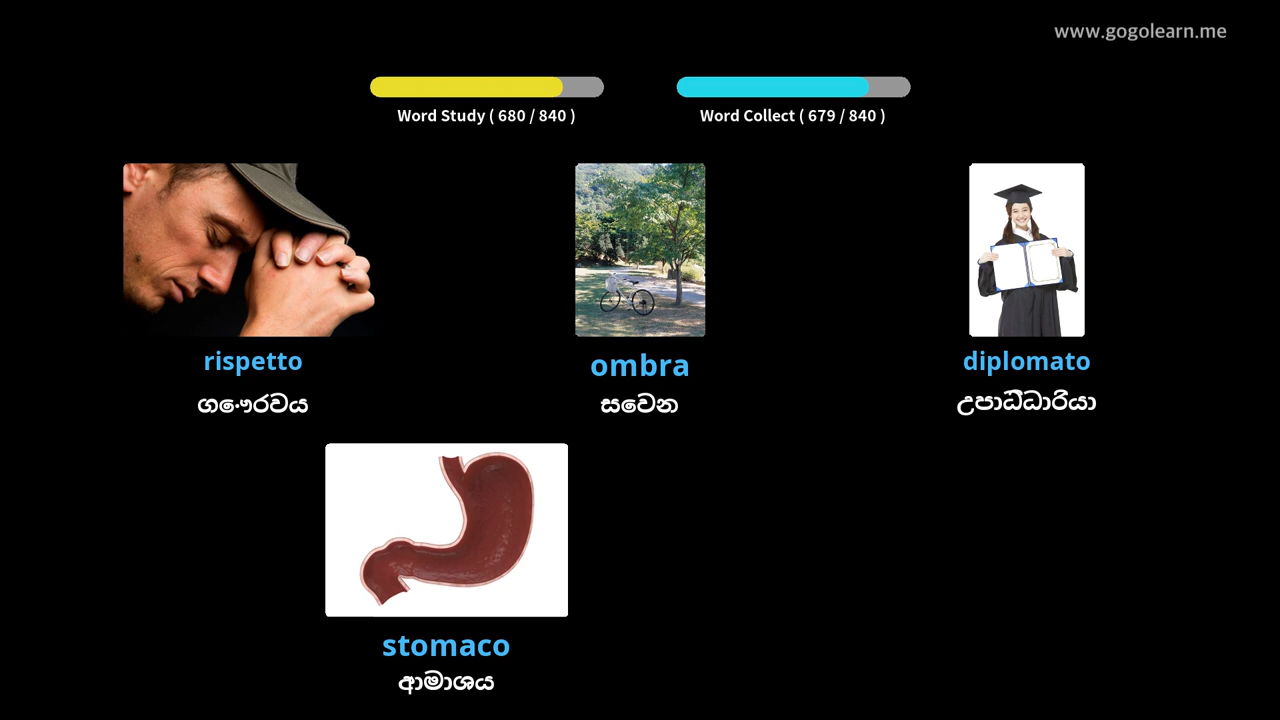 www.gogolearn.me
Word Study ( 680 / 840 )
Word Collect ( 679 / 840 )
rispetto
ගෞරවය
ombra
සෙවන
diplomato
උපාධිධාරියා
stomaco
ආමාශය